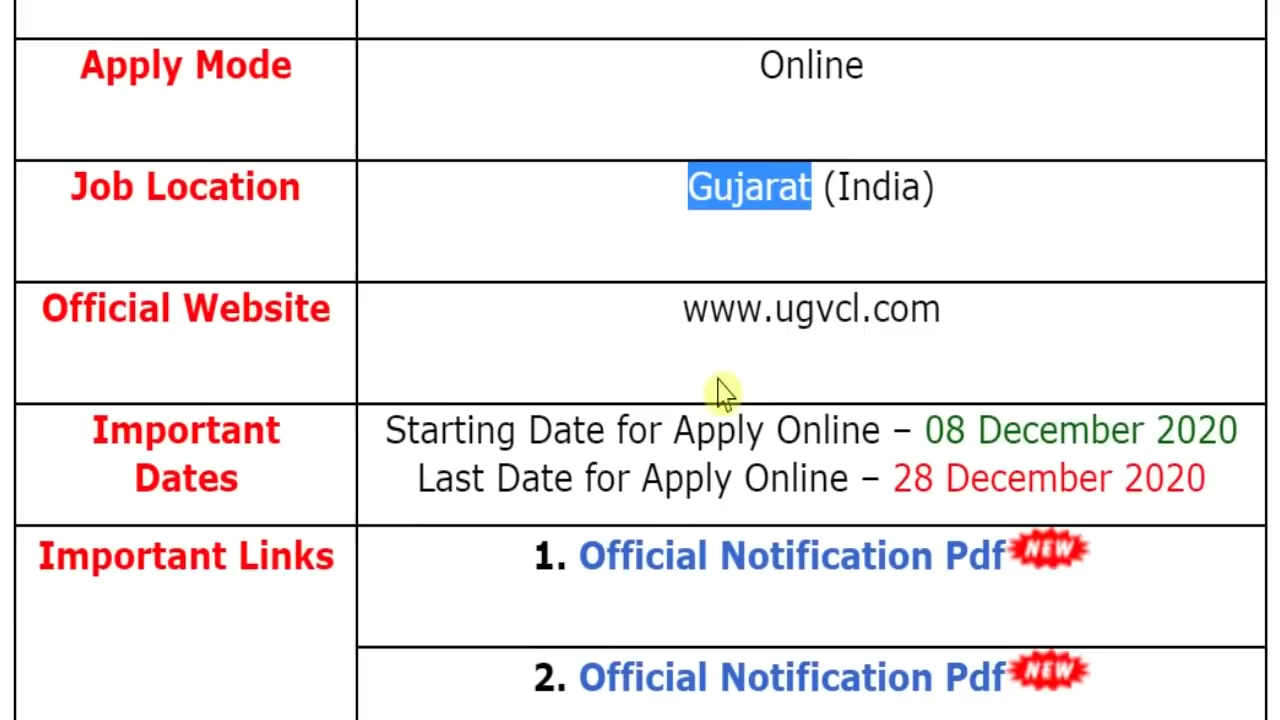 Apply Mode
Online
Job Location
Gujarat (India)
Official Website
www.ugvcl.com
Important
Dates
Starting Date for Apply Online – 08 December 2020
Last Date for Apply Online – 28 December 2020
Important Links
1. Official Notification Pdf NEW
2. Official Notification Pdf NEW